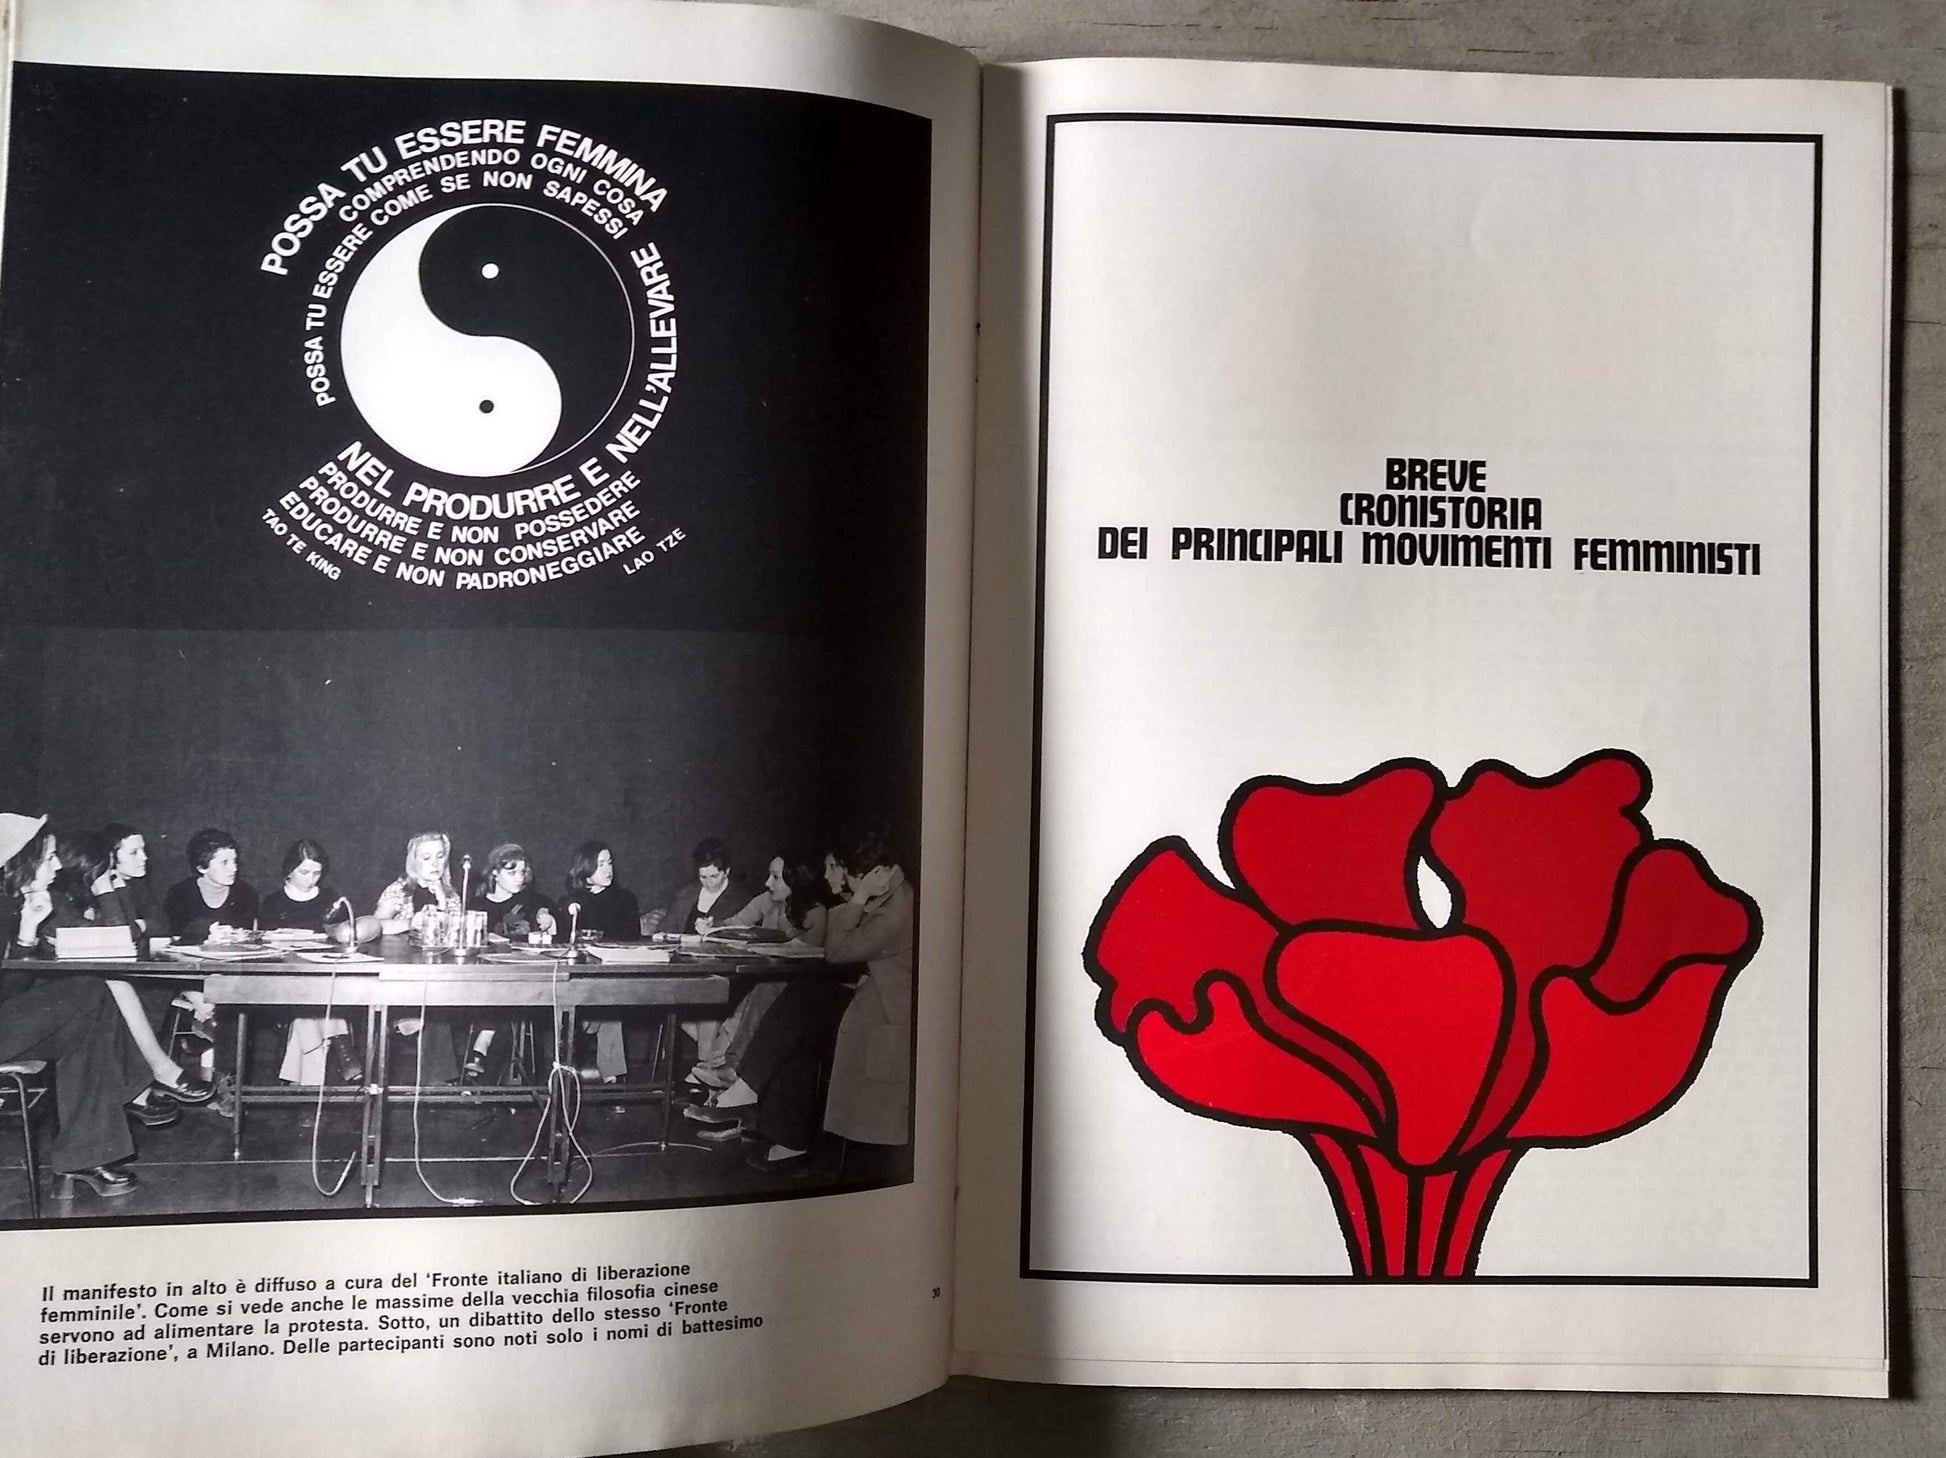 POSSA TU ESSERE FEMMINA
COMPRENDENDO OGNI COSA
POSSA TU ESSERE COME SE NON SAPESSI
NEL PRODURRE E NELL'ALLEVARE
PRODURRE E NON POSSEDERE
PRODURRE E NON CONSERVARE
EDUCARE E NON PADRONEGGIARE
TAO TE KING
LAO TZE
Il manifesto in alto è diffuso a cura del ‘Fronte italiano di liberazione
femminile’. Come si vede anche le massime della vecchia filosofia cinese
servono ad alimentare la protesta. Sotto, un dibattito dello stesso ‘Fronte
di liberazione’, a Milano. Delle partecipanti sono noti solo i nomi di battesimo
30
BREVE
CRONISTORIA
DEI PRINCIPALI MOVIMENTI FEMMINISTI